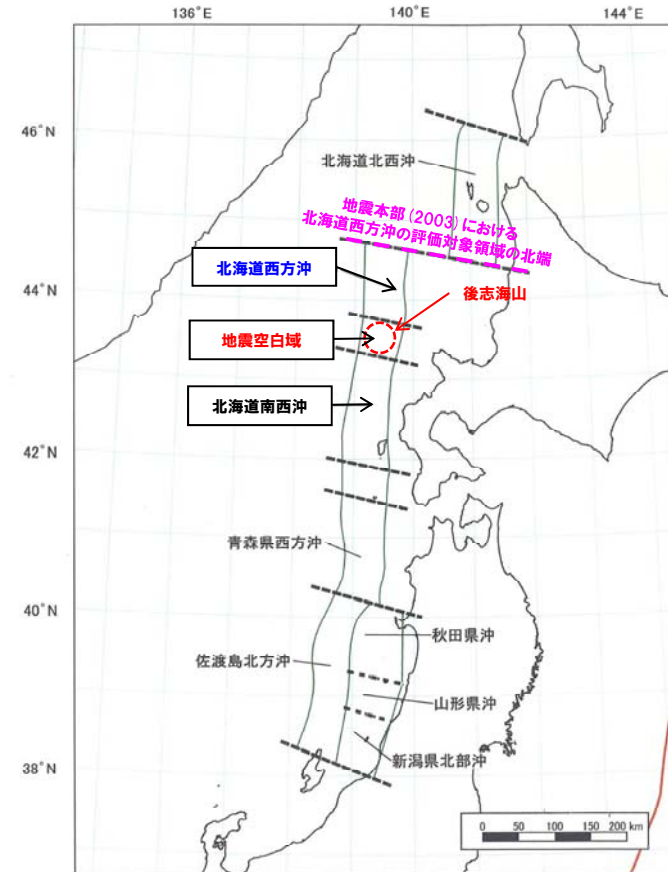 136°E
140°E
144°E
46°N
北海道北西沖
地震本部(2003)における
北海道西方沖の評価対象領域の北端
北海道西方沖
44°N
後志海山
地震空白域
北海道南西沖
42°N
青森県西方沖
40°N
秋田県沖
佐渡島北方沖
山形県沖
新潟県北部沖
38°N
0 50 100 150 200 km